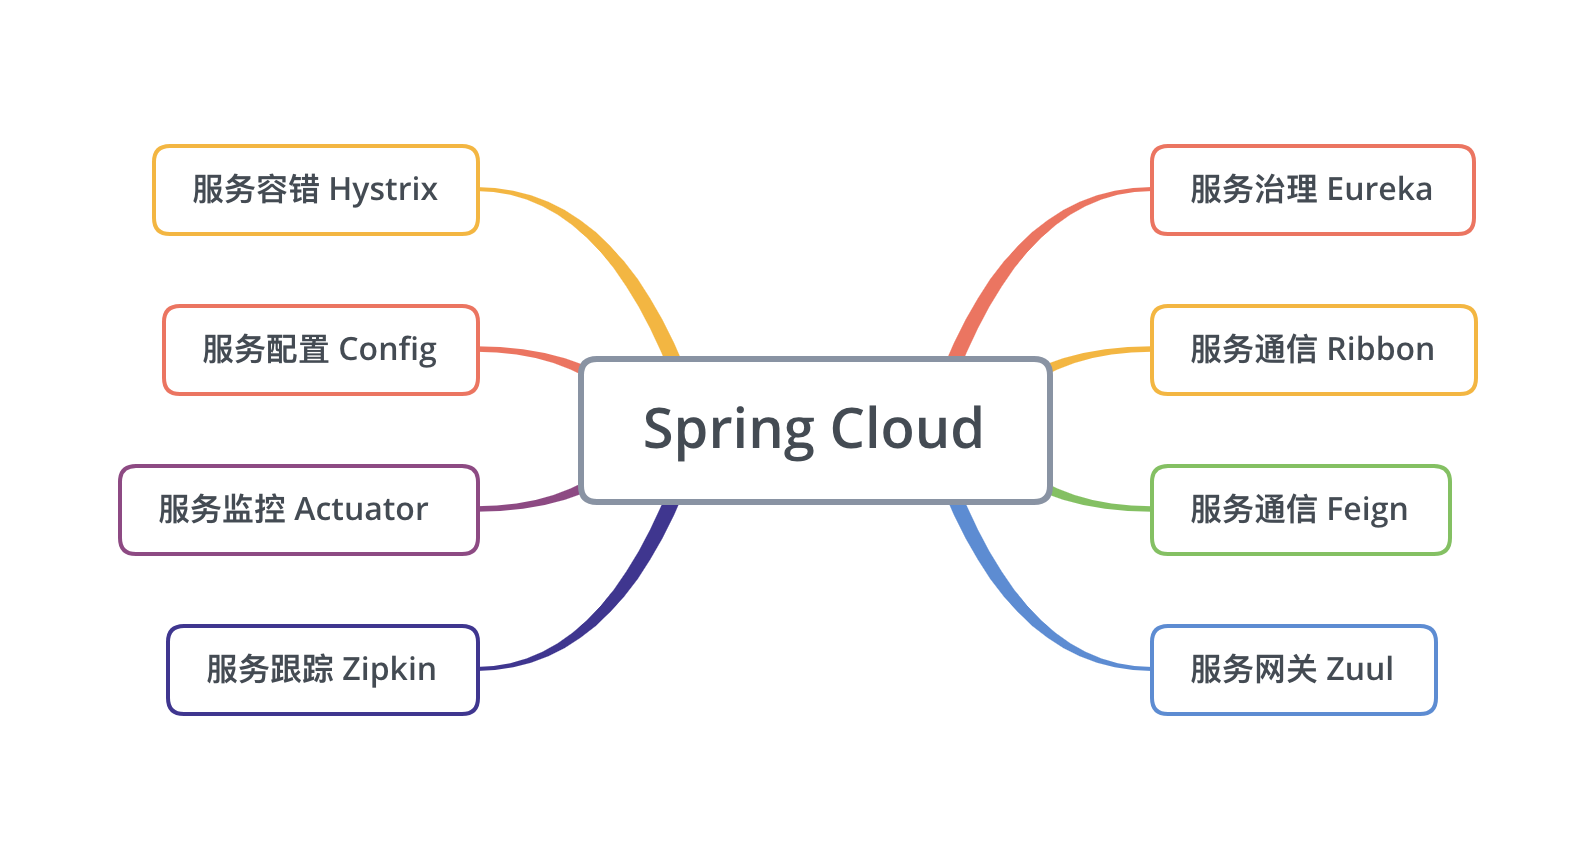 Spring Cloud
服务治理 Eureka
服务通信 Ribbon
服务通信 Feign
服务网关 Zuul
服务容错 Hystrix
服务配置 Config
服务监控 Actuator
服务跟踪 Zipkin